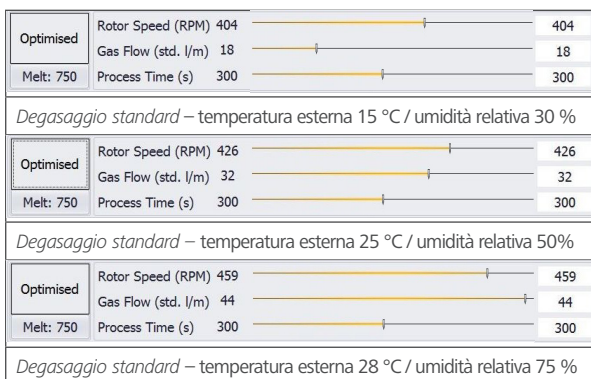 Optimised
Melt: 750
Rotor Speed (RPM) 404 404
Gas Flow (std. l/m) 18 18
Process Time (s) 300 300
Degasaggio standard – temperatura esterna 15 °C / umidità relativa 30 %
Optimised
Melt: 750
Rotor Speed (RPM) 426 426
Gas Flow (std. l/m) 32 32
Process Time (s) 300 300
Degasaggio standard – temperatura esterna 25 °C / umidità relativa 50%
Optimised
Melt: 750
Rotor Speed (RPM) 459 459
Gas Flow (std. l/m) 44 44
Process Time (s) 300 300
Degasaggio standard – temperatura esterna 28 °C / umidità relativa 75 %